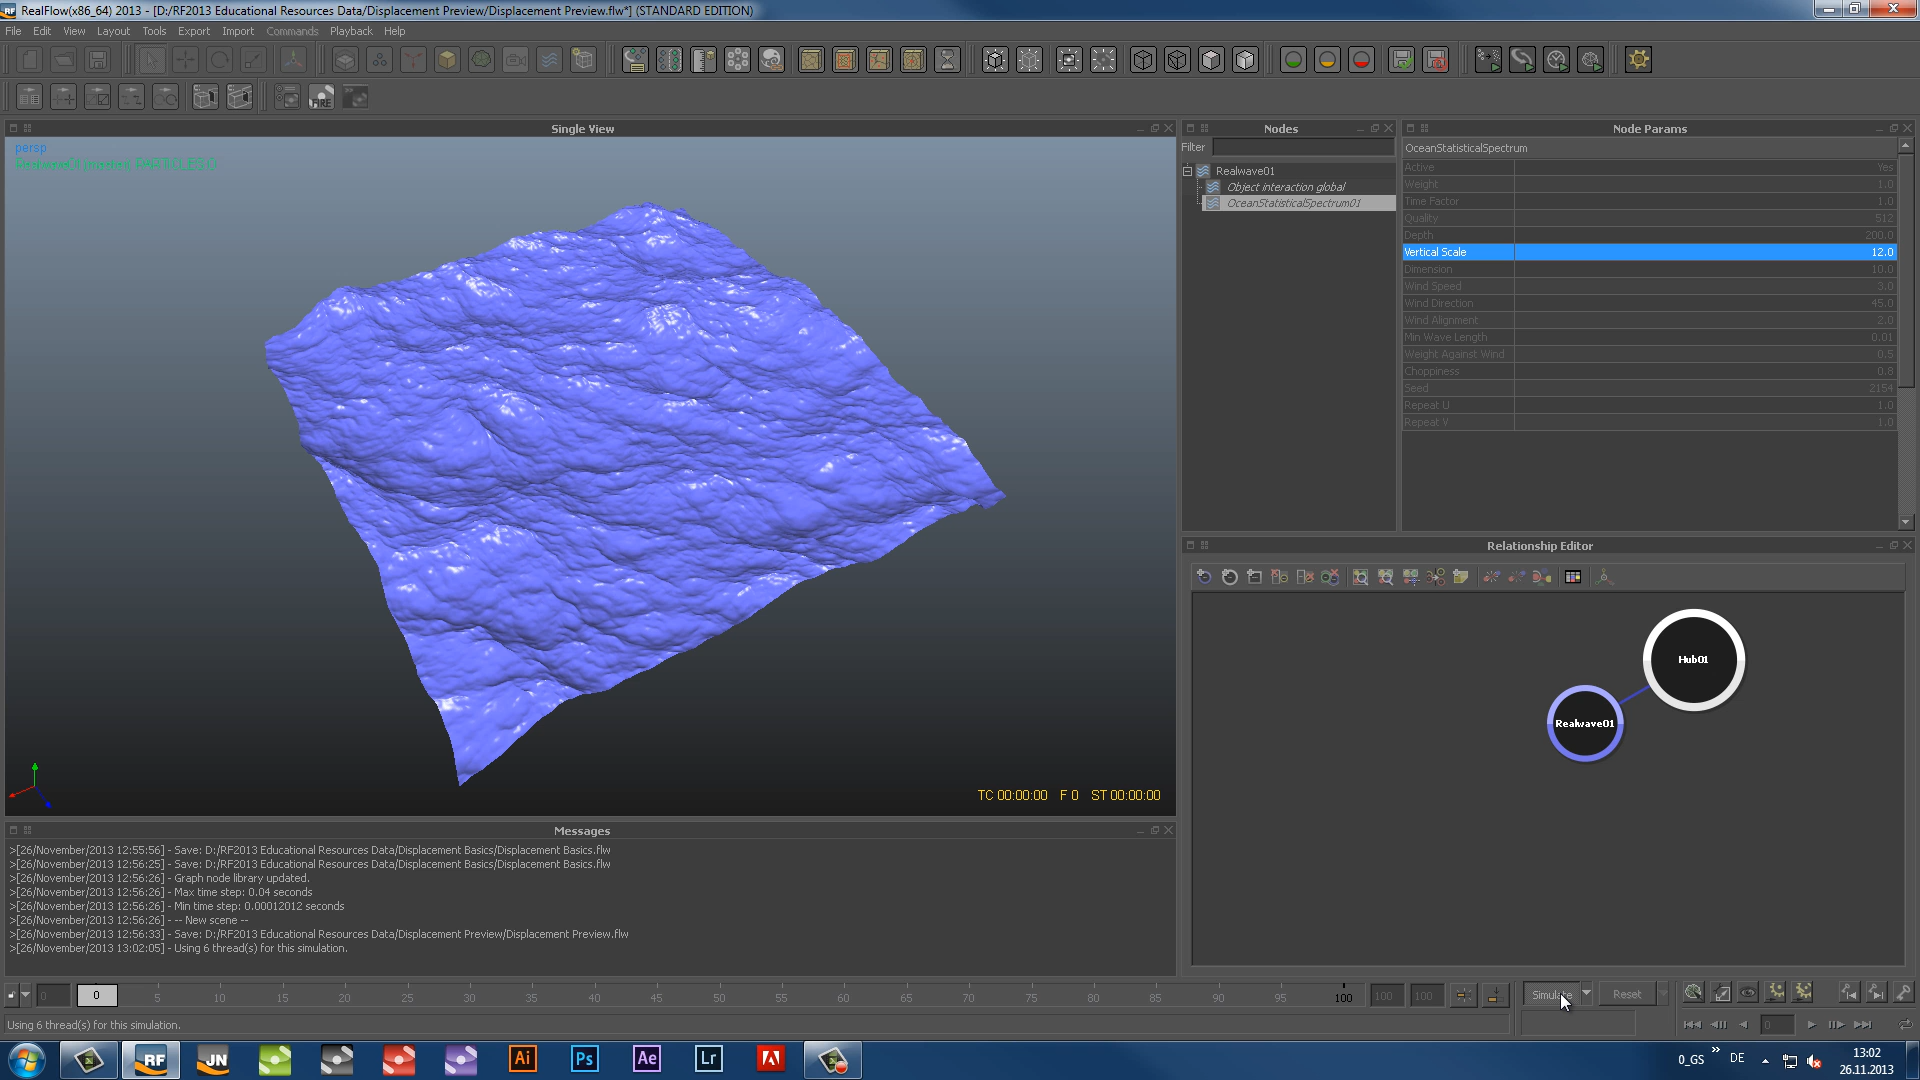 RealFlow(x86_64) 2013 - [D:/RF2013 Educational Resources Data/Displacement Preview/Displacement Preview.flw*] (STANDARD EDITION)
File Edit View Layout Tools Export Import Commands Playback Help
FIRE
Single View
persp
TC 00:00:00 F 0 ST 00:00:00
Nodes
Filter
Realwave01
Object interaction global
OceanStatisticalSpectrum01
Node Params
OceanStatisticalSpectrum
Active Yes
Weight 1.0
Time Factor 1.0
Quality 512
Depth 200.0
Vertical Scale 12.0
Dimension 10.0
Wind Speed 3.0
Wind Direction 45.0
Wind Alignment 2.0
Min Wave Length 0.01
Weight Against Wind 0.5
Choppiness 0.8
Seed 2154
Repeat U 1.0
Repeat V 1.0
Relationship Editor
Hub01
Realwave01
Messages
>[26/November/2013 12:55:56] - Save: D:/RF2013 Educational Resources Data/Displacement Basics/Displacement Basics.flw
>[26/November/2013 12:56:25] - Save: D:/RF2013 Educational Resources Data/Displacement Basics/Displacement Basics.flw
>[26/November/2013 12:56:26] - Graph node library updated.
>[26/November/2013 12:56:26] - Max time step: 0.04 seconds
>[26/November/2013 12:56:26] - Min time step: 0.00012012 seconds
>[26/November/2013 12:56:26] - -- New scene --
>[26/November/2013 12:56:33] - Save: D:/RF2013 Educational Resources Data/Displacement Preview/Displacement Preview.flw
>[26/November/2013 13:02:05] - Using 6 thread(s) for this simulation.
0 0 5 10 15 20 25 30 35 40 45 50 55 60 65 70 75 80 85 90 95 100 100 100
Simulate Reset
0
Using 6 thread(s) for this simulation.
RF JN Ai Ps Ae Lr
0_GS » DE
13:02
26.11.2013